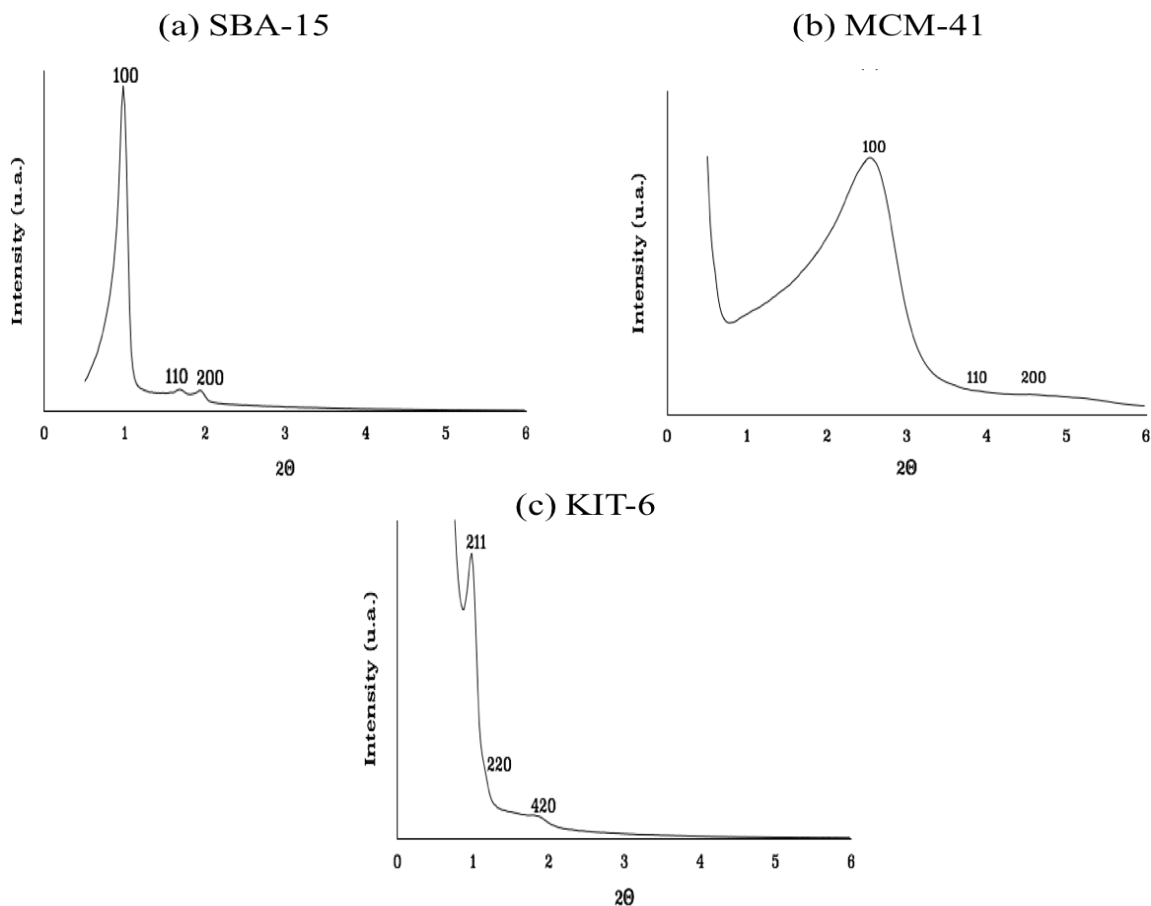 (a) SBA-15
100
110
200
Intensity (u.a.)
0 1 2 3 4 5 6
2Θ
(b) MCM-41
100
110
200
Intensity (u.a.)
0 1 2 3 4 5 6
2Θ
(c) KIT-6
211
220
420
Intensity (u.a.)
0 1 2 3 4 5 6
2Θ